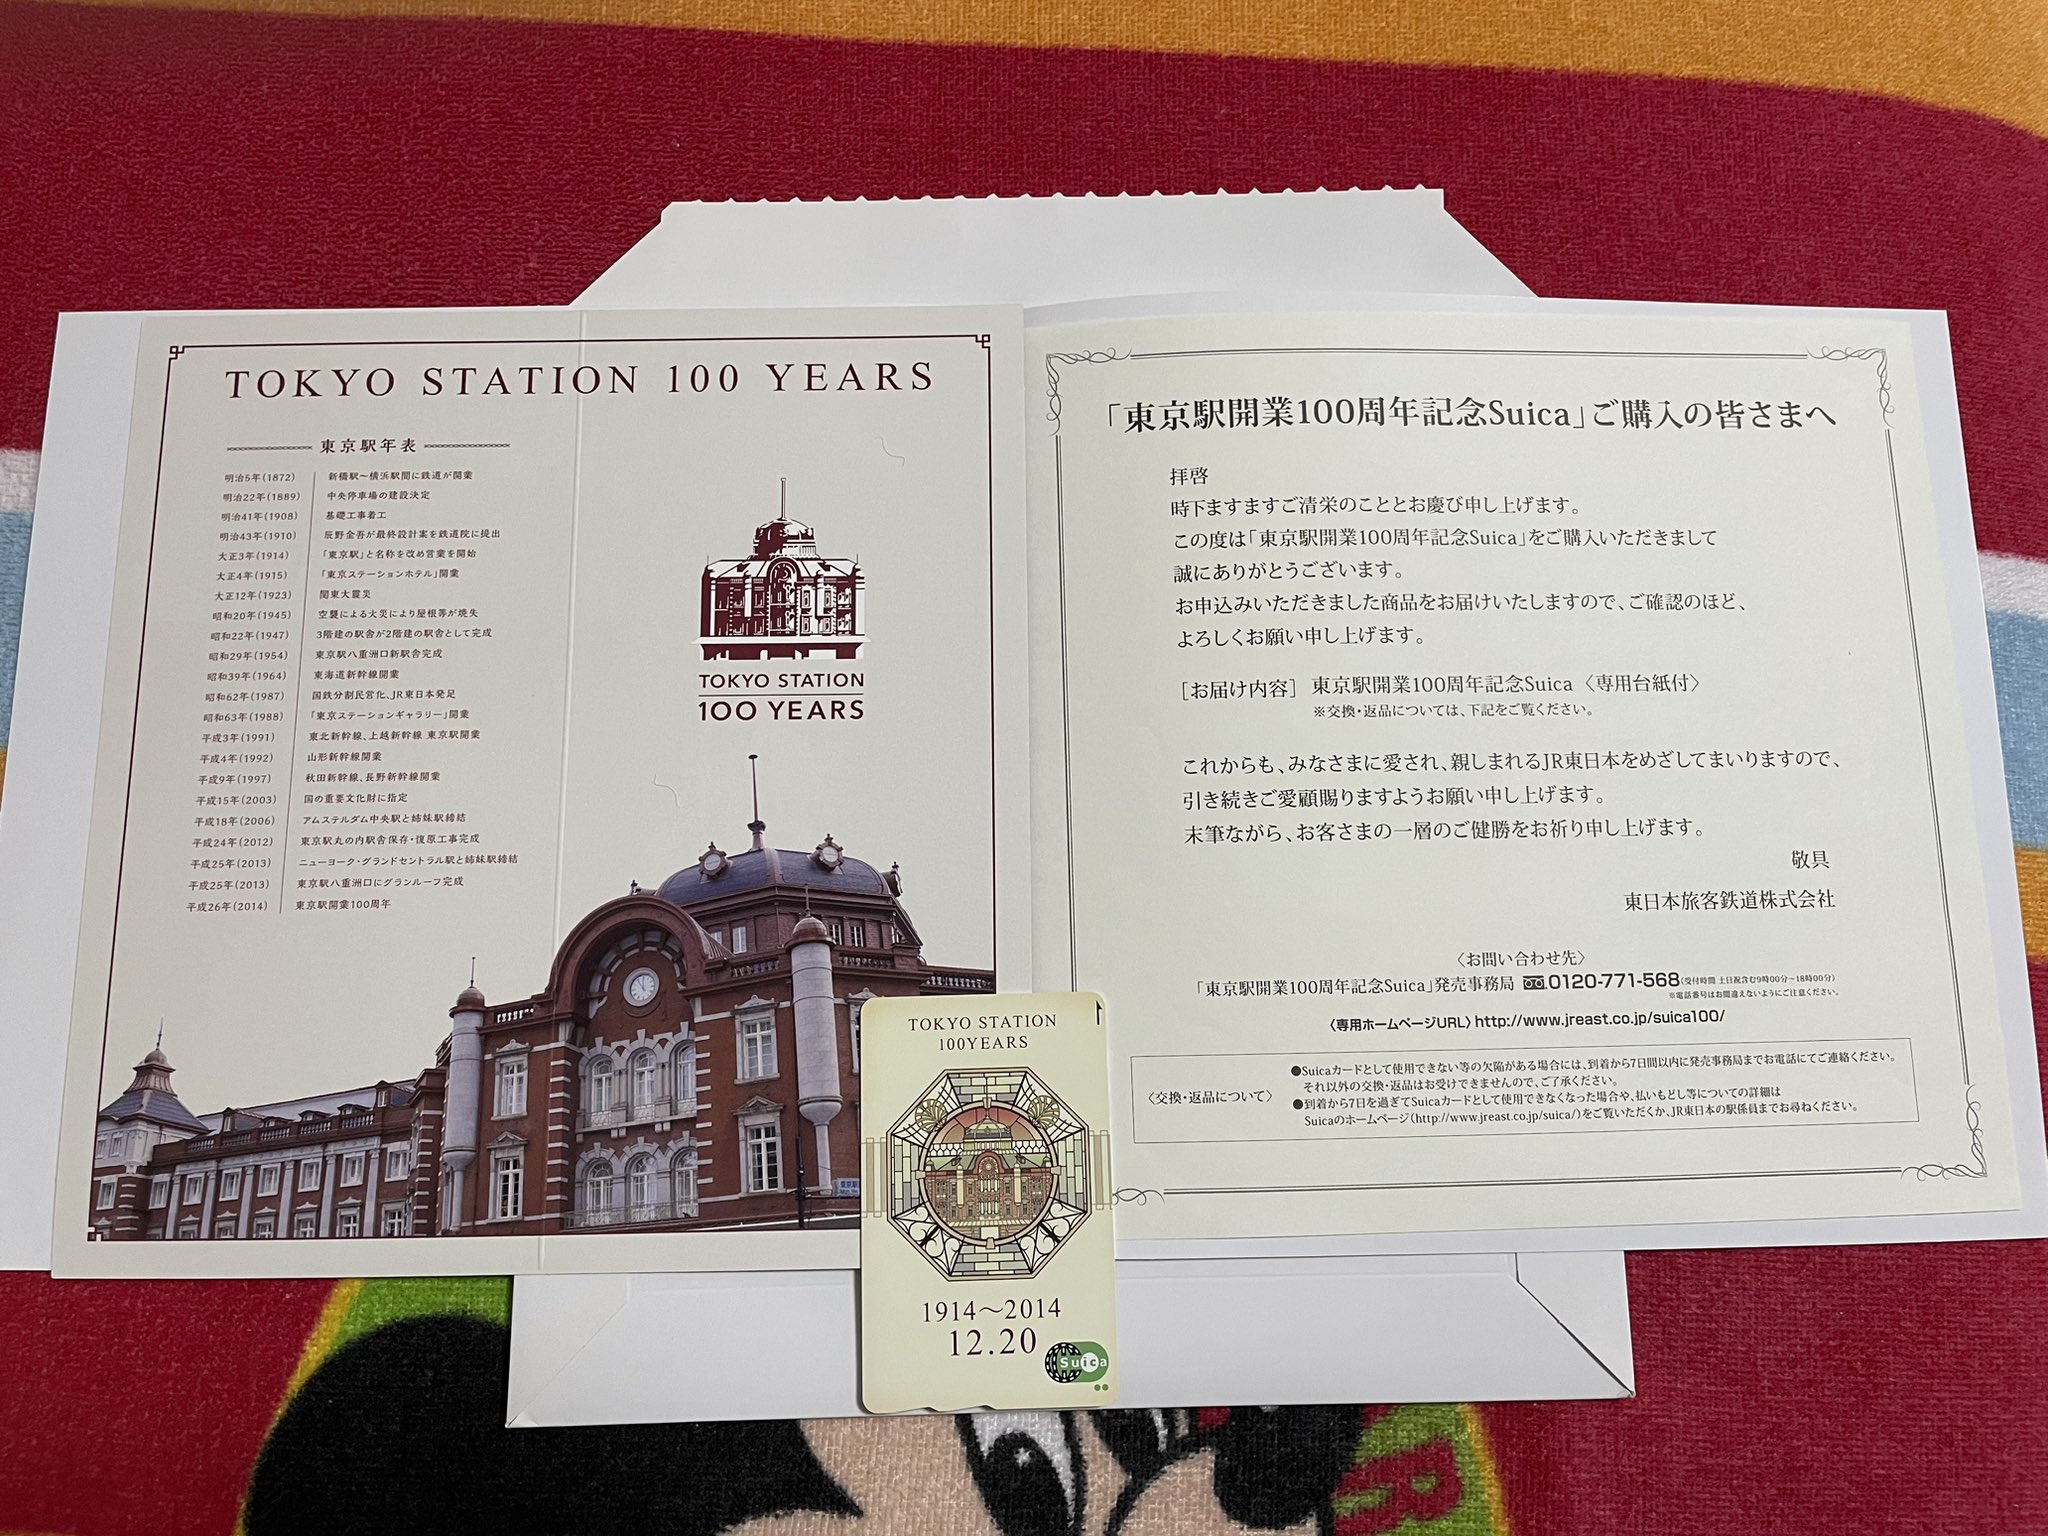 TOKYO STATION 100 YEARS
東京駅年表
明治5年(1872) 新橋駅〜横浜駅間に鉄道が開業
明治22年(1889) 中央停車場の建設決定
明治41年(1908) 基礎工事着工
明治43年(1910) 辰野金吾が最終設計案を鉄道院に提出
大正3年(1914) 「東京駅」と名称を改め営業を開始
大正4年(1915) 「東京ステーションホテル」開業
大正12年(1923) 関東大震災
昭和20年(1945) 空襲による火災により屋根等が焼失
昭和22年(1947) 3階建の駅舎が2階建の駅舎として完成
昭和29年(1954) 東京駅八重洲口新駅舎完成
昭和39年(1964) 東海道新幹線開業
昭和62年(1987) 国鉄分割民営化、JR東日本発足
昭和63年(1988) 「東京ステーションギャラリー」開業
平成3年(1991) 東北新幹線、上越新幹線 東京駅開業
平成4年(1992) 山形新幹線開業
平成9年(1997) 秋田新幹線、長野新幹線開業
平成15年(2003) 国の重要文化財に指定
平成18年(2006) アムステルダム中央駅と姉妹駅締結
平成24年(2012) 東京駅丸の内駅舎保存・復原工事完成
平成25年(2013) ニューヨーク・グランドセントラル駅と姉妹駅締結
平成25年(2013) 東京駅八重洲口にグランルーフ完成
平成26年(2014) 東京駅開業100周年
TOKYO STATION
100 YEARS
「東京駅開業100周年記念Suica」ご購入の皆さまへ
拝啓
時下ますますご清栄のこととお慶び申し上げます。
この度は「東京駅開業100周年記念Suica」をご購入いただきまして
誠にありがとうございます。
お申込みいただきました商品をお届けいたしますので、ご確認のほど、
よろしくお願い申し上げます。
[お届け内容] 東京駅開業100周年記念Suica〈専用台紙付〉
※交換・返品については、下記をご覧ください。
これからも、みなさまに愛され、親しまれるJR東日本をめざしてまいりますので、
引き続きご愛顧賜りますようお願い申し上げます。
末筆ながら、お客さまの一層のご健勝をお祈り申し上げます。
敬具
東日本旅客鉄道株式会社
〈お問い合わせ先〉
「東京駅開業100周年記念Suica」発売事務局 0120-771-568(受付時間 土日祝含む9時00分〜18時00分)
※電話番号はお間違えないようにご注意ください。
〈専用ホームページURL〉http://www.jreast.co.jp/suica100/
〈交換・返品について〉
●Suicaカードとして使用できない等の欠陥がある場合には、到着から7日間以内に発売事務局までお電話にてご連絡ください。
それ以外の交換・返品はお受けできませんので、ご了承ください。
●到着から7日を過ぎてSuicaカードとして使用できなくなった場合や、払いもどし等についての詳細は
Suicaのホームページ(http://www.jreast.co.jp/suica/)をご覧いただくか、JR東日本の駅係員までお尋ねください。
TOKYO STATION
100YEARS
1914〜2014
12.20
Suica